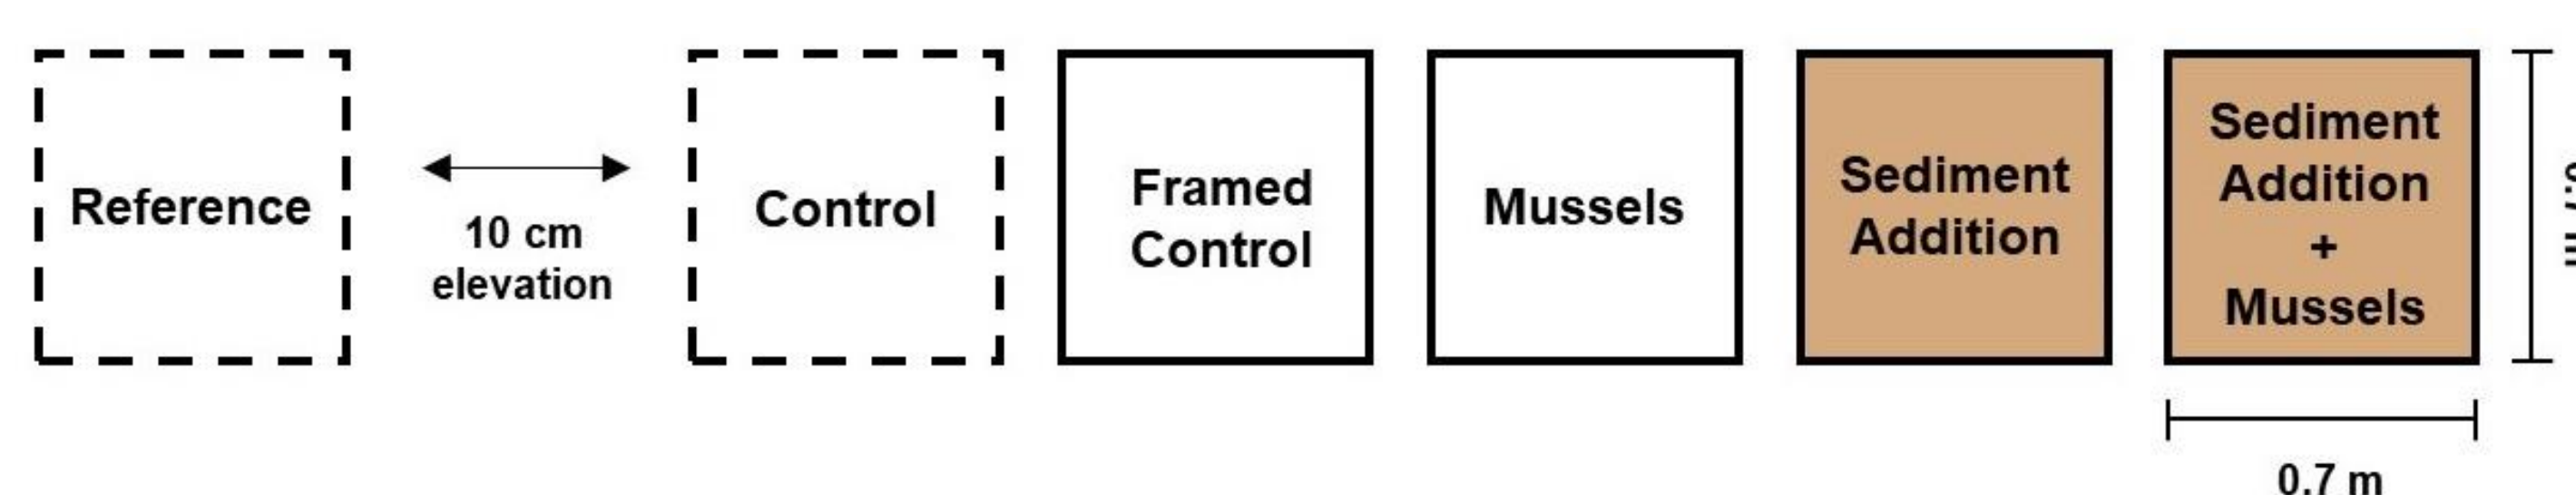 Reference
10 cm
elevation
Control
Framed
Control
Mussels
Sediment
Addition
Sediment
Addition
+
Mussels
0.7 m